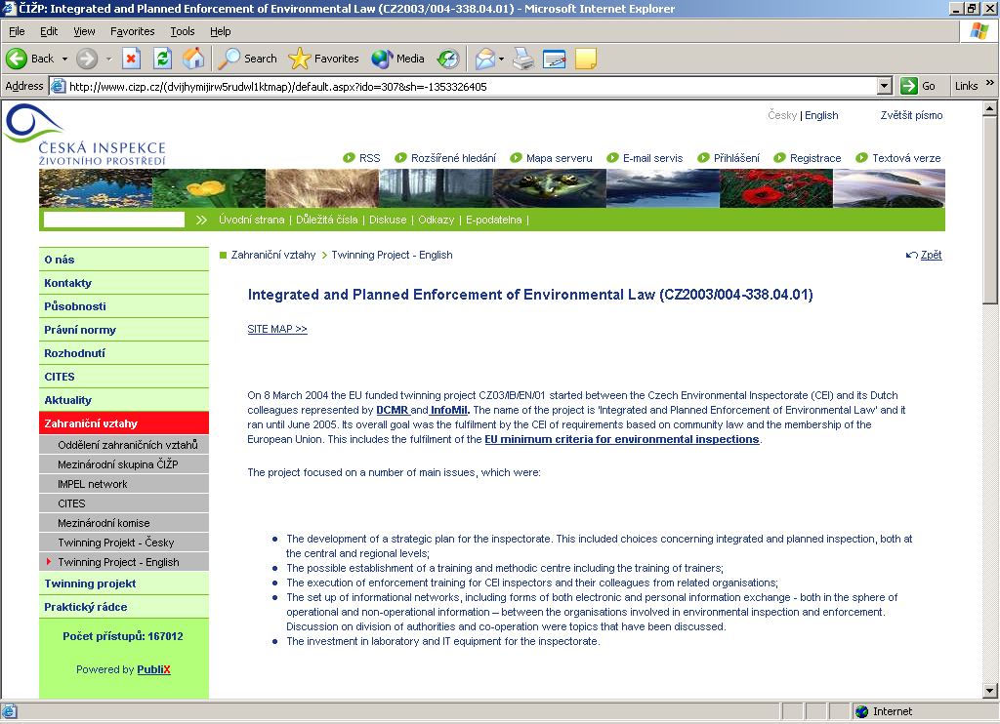 ČIŽP: Integrated and Planned Enforcement of Environmental Law (CZ2003/004-338.04.01) - Microsoft Internet Explorer
File Edit View Favorites Tools Help
Back Search Favorites Media
Address http://www.cizp.cz/(dvijhymijirw5rudwl1ktmap)/default.aspx?ido=307&sh=-1353326405 Go Links »
Česky | English Zvětšit písmo
ČESKÁ INSPEKCE
ŽIVOTNÍHO PROSTŘEDÍ
RSS Rozšířené hledání Mapa serveru E-mail servis Přihlášení Registrace Textová verze
Úvodní strana | Důležitá čísla | Diskuse | Odkazy | E-podatelna |
O nás
Kontakty
Působnosti
Právní normy
Rozhodnutí
CITES
Aktuality
Zahraniční vztahy
Oddělení zahraničních vztahů
Mezinárodní skupina ČIŽP
IMPEL network
CITES
Mezinárodní komise
Twinning Projekt - Česky
Twinning Project - English
Twinning projekt
Praktický rádce
Počet přístupů: 167012
Powered by PubliX
Zahraniční vztahy > Twinning Project - English Zpět
Integrated and Planned Enforcement of Environmental Law (CZ2003/004-338.04.01)
SITE MAP >>
On 8 March 2004 the EU funded twinning project CZ03/IB/EN/01 started between the Czech Environmental Inspectorate (CEI) and its Dutch
colleagues represented by DCMR and InfoMil. The name of the project is 'Integrated and Planned Enforcement of Environmental Law' and it
ran until June 2005. Its overall goal was the fulfilment by the CEI of requirements based on community law and the membership of the
European Union. This includes the fulfilment of the EU minimum criteria for environmental inspections.
The project focused on a number of main issues, which were:
● The development of a strategic plan for the inspectorate. This included choices concerning integrated and planned inspection, both at
the central and regional levels;
● The possible establishment of a training and methodic centre including the training of trainers;
● The execution of enforcement training for CEI inspectors and their colleagues from related organisations;
● The set up of informational networks, including forms of both electronic and personal information exchange - both in the sphere of
operational and non-operational information – between the organisations involved in environmental inspection and enforcement.
Discussion on division of authorities and co-operation were topics that have been discussed.
● The investment in laboratory and IT equipment for the inspectorate.
Internet